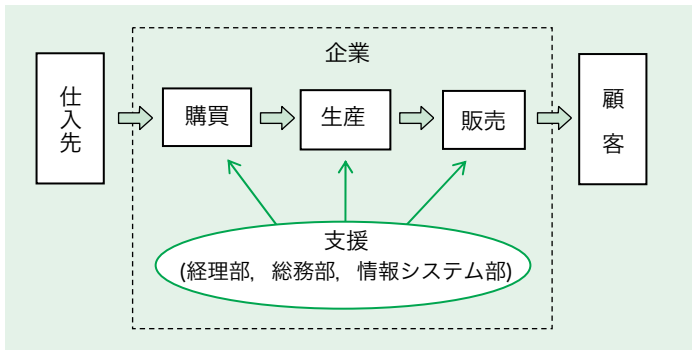 企業
仕入先
購買
生産
販売
顧客
支援
(経理部，総務部，情報システム部)